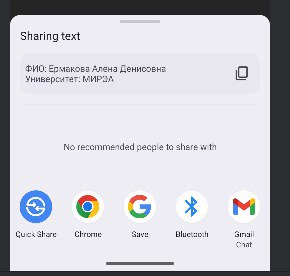 Sharing text
ФИО: Ермакова Алена Денисовна
Университет: МИРЭА
No recommended people to share with
Quick Share
Chrome
Save
Bluetooth
Gmail
Chat